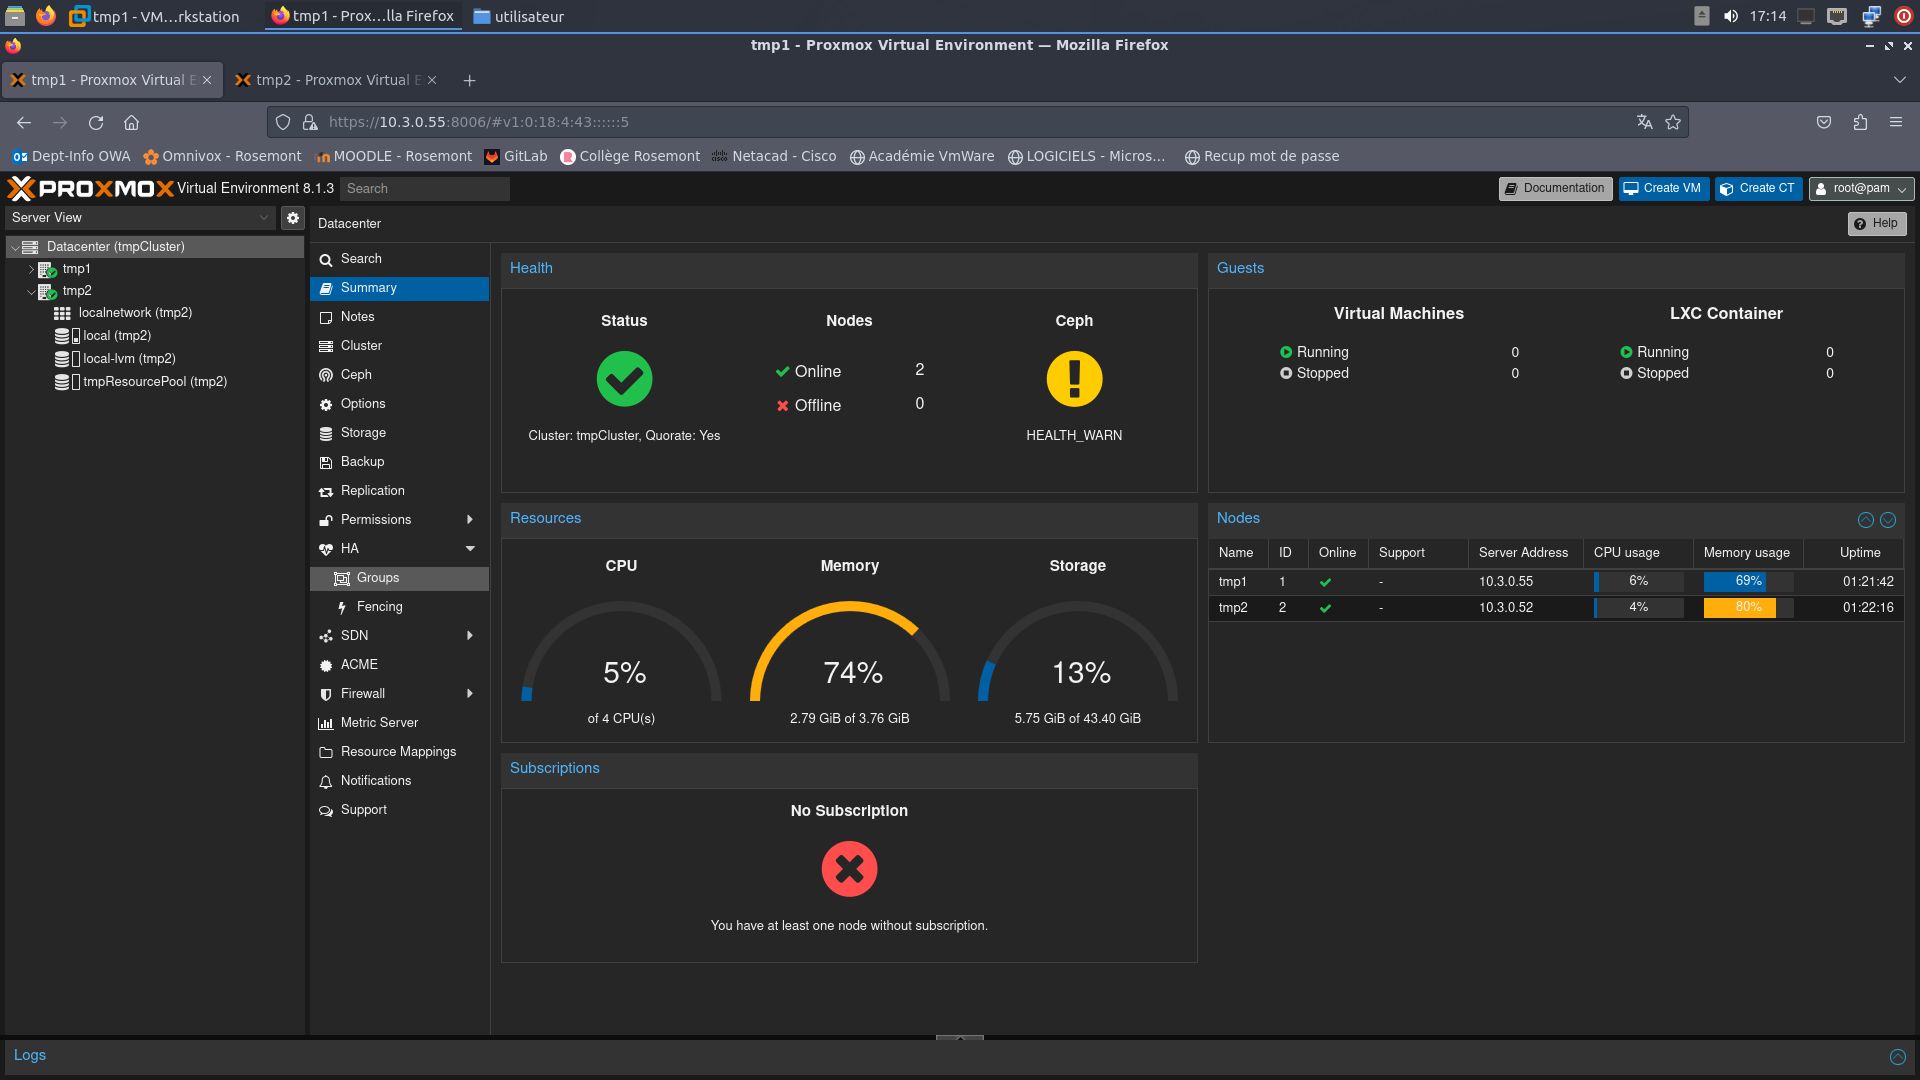 tmp1 - VM...rkstation
tmp1 - Prox...lla Firefox
utilisateur
17:14
tmp1 - Proxmox Virtual Environment — Mozilla Firefox
tmp1 - Proxmox Virtual E
tmp2 - Proxmox Virtual E
https://10.3.0.55:8006/#v1:0:18:4:43::::::5
Dept-Info OWA
Omnivox - Rosemont
MOODLE - Rosemont
GitLab
Collège Rosemont
Netacad - Cisco
Académie VmWare
LOGICIELS - Micros...
Recup mot de passe
PROXMOX Virtual Environment 8.1.3
Search
Documentation
Create VM
Create CT
root@pam
Server View
Datacenter
Help
Datacenter (tmpCluster)
tmp1
tmp2
localnetwork (tmp2)
local (tmp2)
local-lvm (tmp2)
tmpResourcePool (tmp2)
Search
Summary
Notes
Cluster
Ceph
Options
Storage
Backup
Replication
Permissions
HA
Groups
Fencing
SDN
ACME
Firewall
Metric Server
Resource Mappings
Notifications
Support
Health
Status
Nodes
Ceph
Online 2
Offline 0
Cluster: tmpCluster, Quorate: Yes
HEALTH_WARN
Guests
Virtual Machines
LXC Container
Running 0
Running 0
Stopped 0
Stopped 0
Resources
CPU
Memory
Storage
5%
74%
13%
of 4 CPU(s)
2.79 GiB of 3.76 GiB
5.75 GiB of 43.40 GiB
Nodes
Name ID Online Support Server Address CPU usage Memory usage Uptime
tmp1 1 - 10.3.0.55 6% 69% 01:21:42
tmp2 2 - 10.3.0.52 4% 80% 01:22:16
Subscriptions
No Subscription
You have at least one node without subscription.
Logs